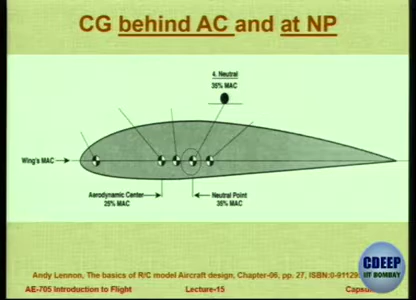 CG behind AC and at NP
4. Neutral
35% MAC
Wing's MAC
Aerodynamic Center
25% MAC
Neutral Point
35% MAC
CDEEP
IIT BOMBAY
Andy Lennon, The basics of R/C model Aircraft design, Chapter-06, pp. 27, ISBN:0-91129
AE-705 Introduction to Flight
Lecture-15
Capsu